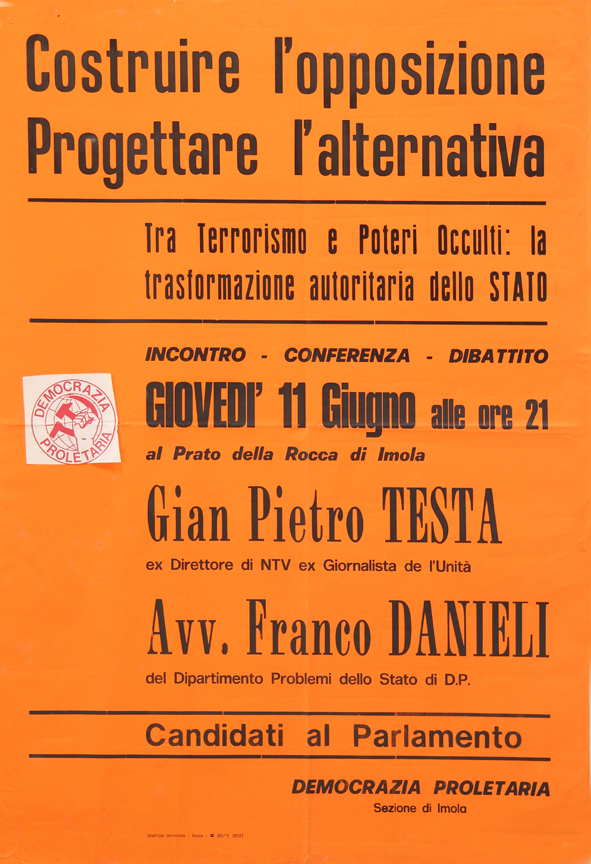 Costruire l'opposizione
Progettare l'alternativa
Tra Terrorismo e Poteri Occulti: la
trasformazione autoritaria dello STATO
INCONTRO - CONFERENZA - DIBATTITO
GIOVEDI' 11 Giugno alle ore 21
al Prato della Rocca di Imola
DEMOCRAZIA
PROLETARIA
Gian Pietro TESTA
ex Direttore di NTV ex Giornalista de l'Unità
Avv. Franco DANIELI
del Dipartimento Problemi dello Stato di D.P.
Candidati al Parlamento
DEMOCRAZIA PROLETARIA
Sezione di Imola